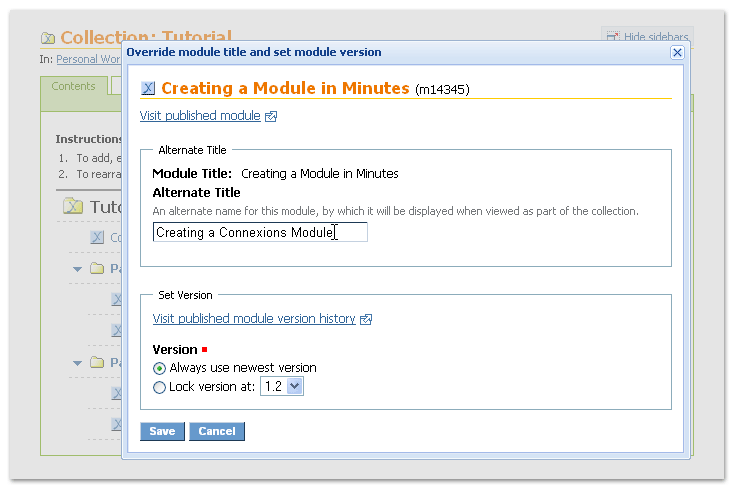 Collection: Tutorial
Hide sidebars
In: Personal Wor
Contents
Instructions
1. To add, e
2. To rearra
Tuto
Co
Pa
Pa
Override module title and set module version
Creating a Module in Minutes (m14345)
Visit published module
Alternate Title
Module Title: Creating a Module in Minutes
Alternate Title
An alternate name for this module, by which it will be displayed when viewed as part of the collection.
Creating a Connexions Module
Set Version
Visit published module version history
Version
Always use newest version
Lock version at: 1.2
Save Cancel